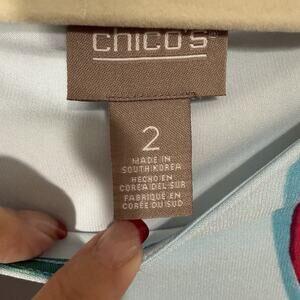 chico's
2
MADE IN
SOUTH KOREA
HECHO EN
COREA DEL SUR
FABRIQUÉ EN
CORÉE DU SUD